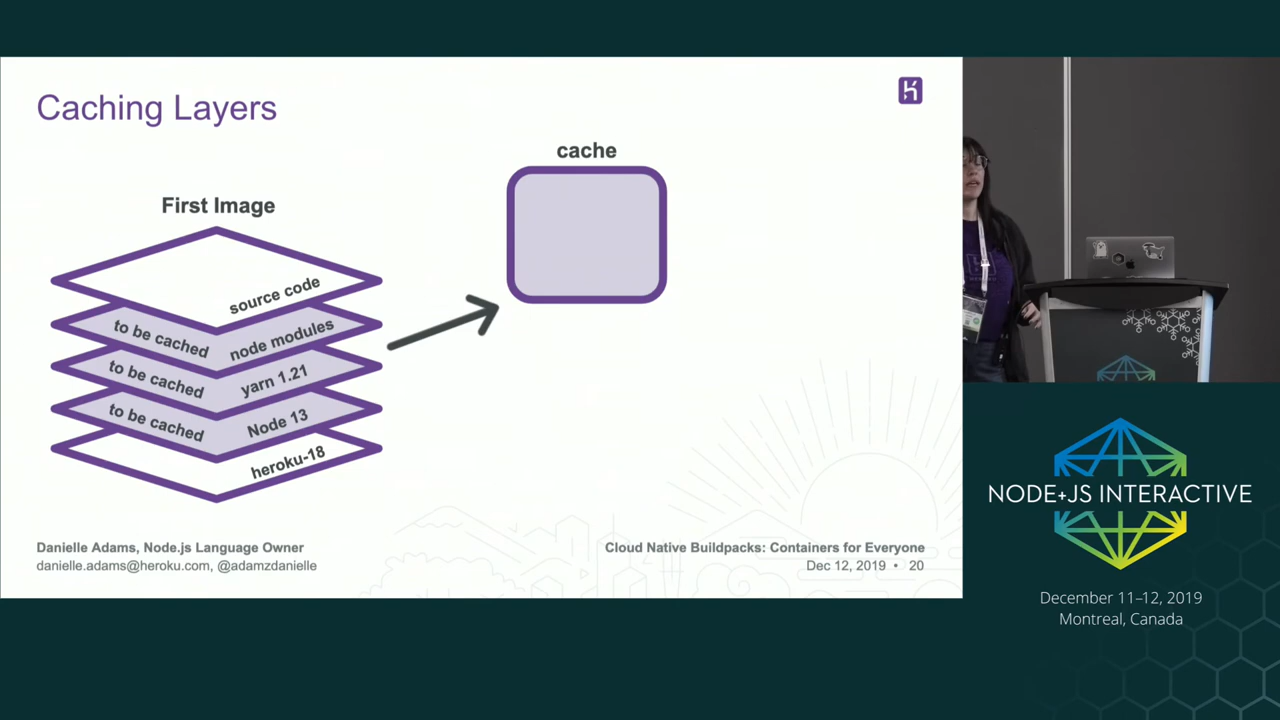 Caching Layers
cache
First Image
source code
to be cached
node modules
to be cached
yarn 1.21
to be cached
Node 13
heroku-18
Danielle Adams, Node.js Language Owner
danielle.adams@heroku.com, @adamzdanielle
Cloud Native Buildpacks: Containers for Everyone
Dec 12, 2019 • 20
NODE+JS INTERACTIVE
December 11–12, 2019
Montreal, Canada